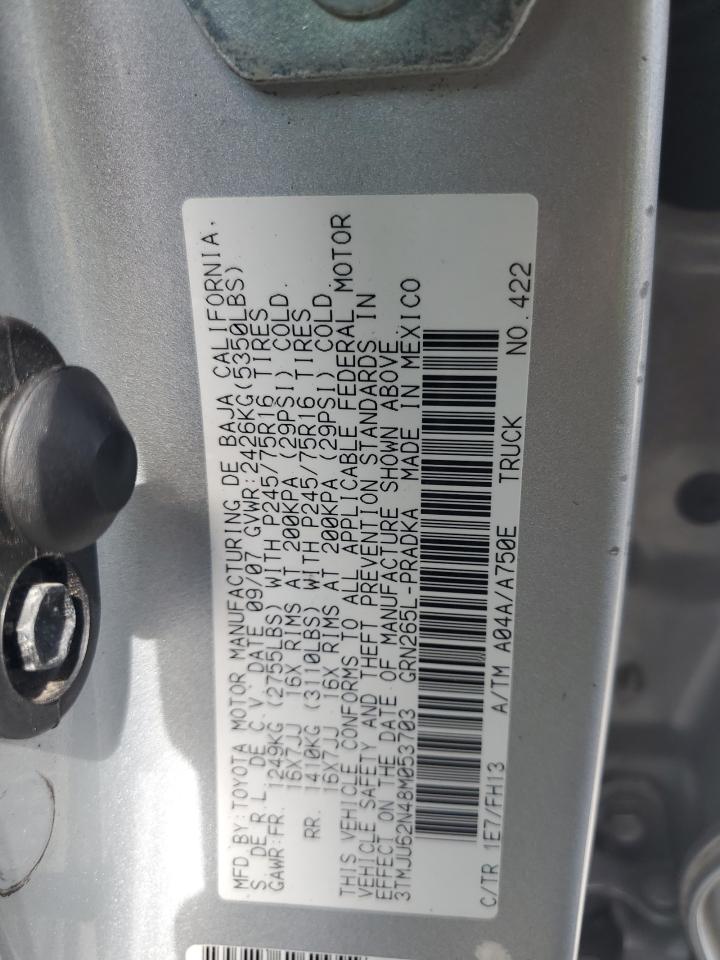 MFD. BY: TOYOTA MOTOR MANUFACTURING DE BAJA CALIFORNIA.
S. DE R.L. DE C.V. DATE 09/07 GVWR:2426KG(5350LBS)
GAWR:FR. 1249KG (2755LBS) WITH P245/75R16 TIRES
16X7JJ 16X RIMS AT 200KPA (29PSI) COLD.
RR. 1410KG (3110LBS) WITH P245/75R16 TIRES
16X7JJ 16X RIMS AT 200KPA (29PSI) COLD
THIS VEHICLE CONFORMS TO ALL APPLICABLE FEDERAL MOTOR
VEHICLE SAFETY AND THEFT PREVENTION STANDARDS IN
EFFECT ON THE DATE OF MANUFACTURE SHOWN ABOVE
3TMJU62N48M053703 GRN265L-PRADKA MADE IN MEXICO
C/TR 1E7/FH13 A/TM A04A/A750E TRUCK NO.422